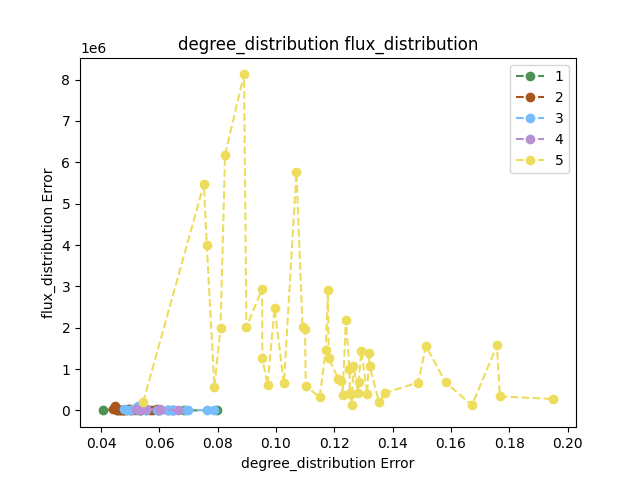 degree_distribution flux_distribution
1e6
8
7
6
5
4
3
2
1
0
flux_distribution Error
0.04 0.06 0.08 0.10 0.12 0.14 0.16 0.18 0.20
degree_distribution Error
1
2
3
4
5